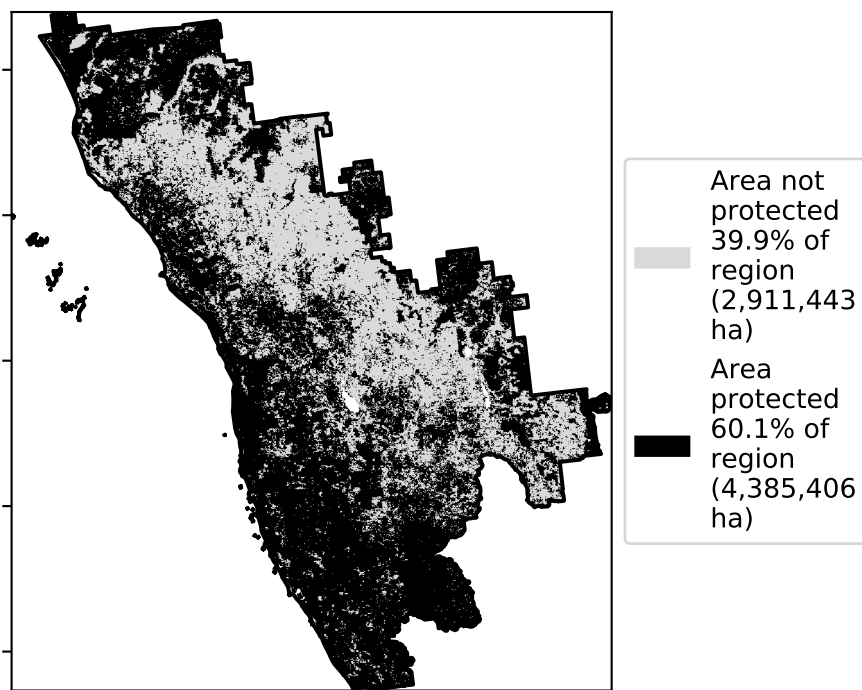 Area not
protected
39.9% of
region
(2,911,443
ha)
Area
protected
60.1% of
region
(4,385,406
ha)